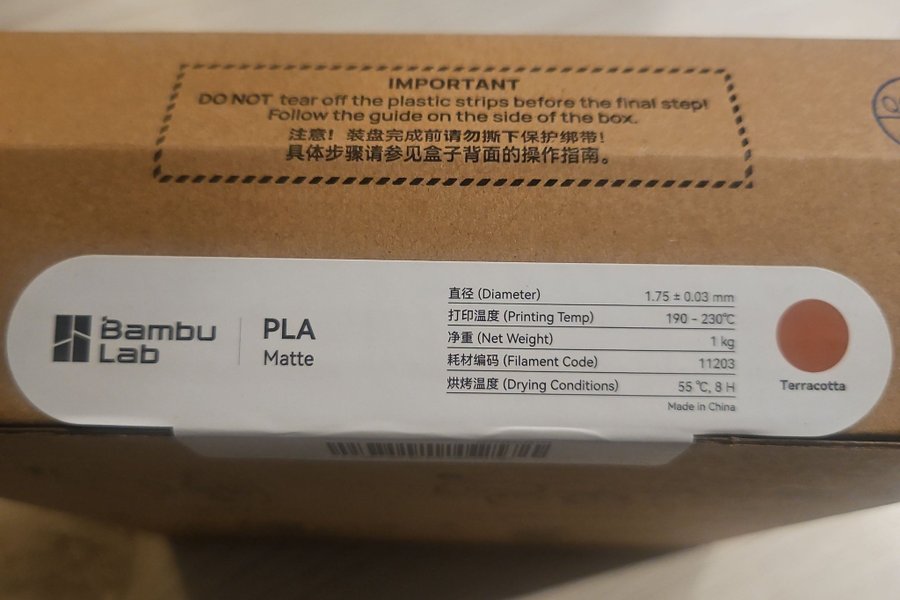 IMPORTANT
DO NOT tear off the plastic strips before the final step!
Follow the guide on the side of the box.
注意！装盘完成前请勿撕下保护绑带！
具体步骤请参见盒子背面的操作指南。
Bambu
Lab
PLA
Matte
直径 (Diameter) 1.75 ± 0.03 mm
打印温度 (Printing Temp) 190 - 230℃
净重 (Net Weight) 1 kg
耗材编码 (Filament Code) 11203
烘烤温度 (Drying Conditions) 55 ℃, 8 H
Made in China
Terracotta